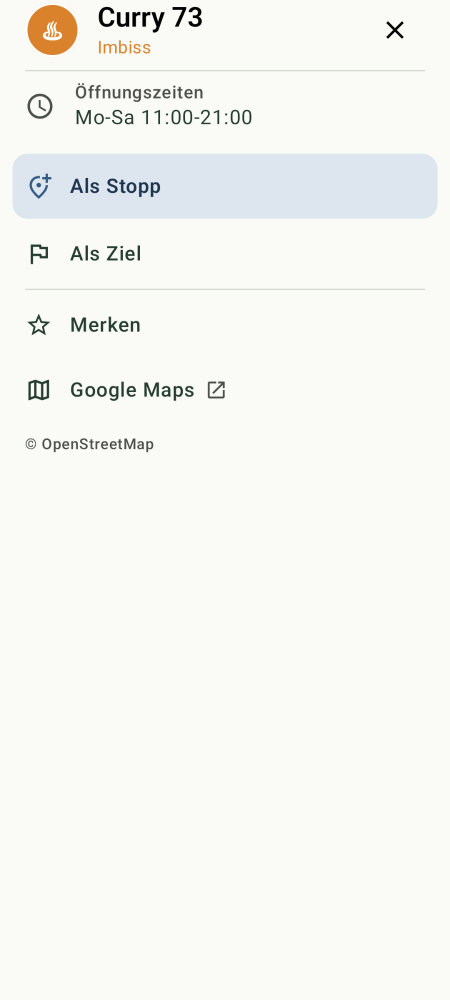 Curry 73
Imbiss
Öffnungszeiten
Mo-Sa 11:00-21:00
Als Stopp
Als Ziel
Merken
Google Maps
© OpenStreetMap